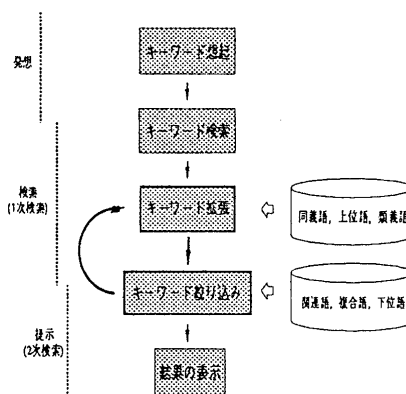 発想
キーワード想起
キーワード検索
検索
(1次検索)
キーワード拡張
同義語, 上位語, 類義語
キーワード絞り込み
関連語, 複合語, 下位語
提示
(2次検索)
結果の表示